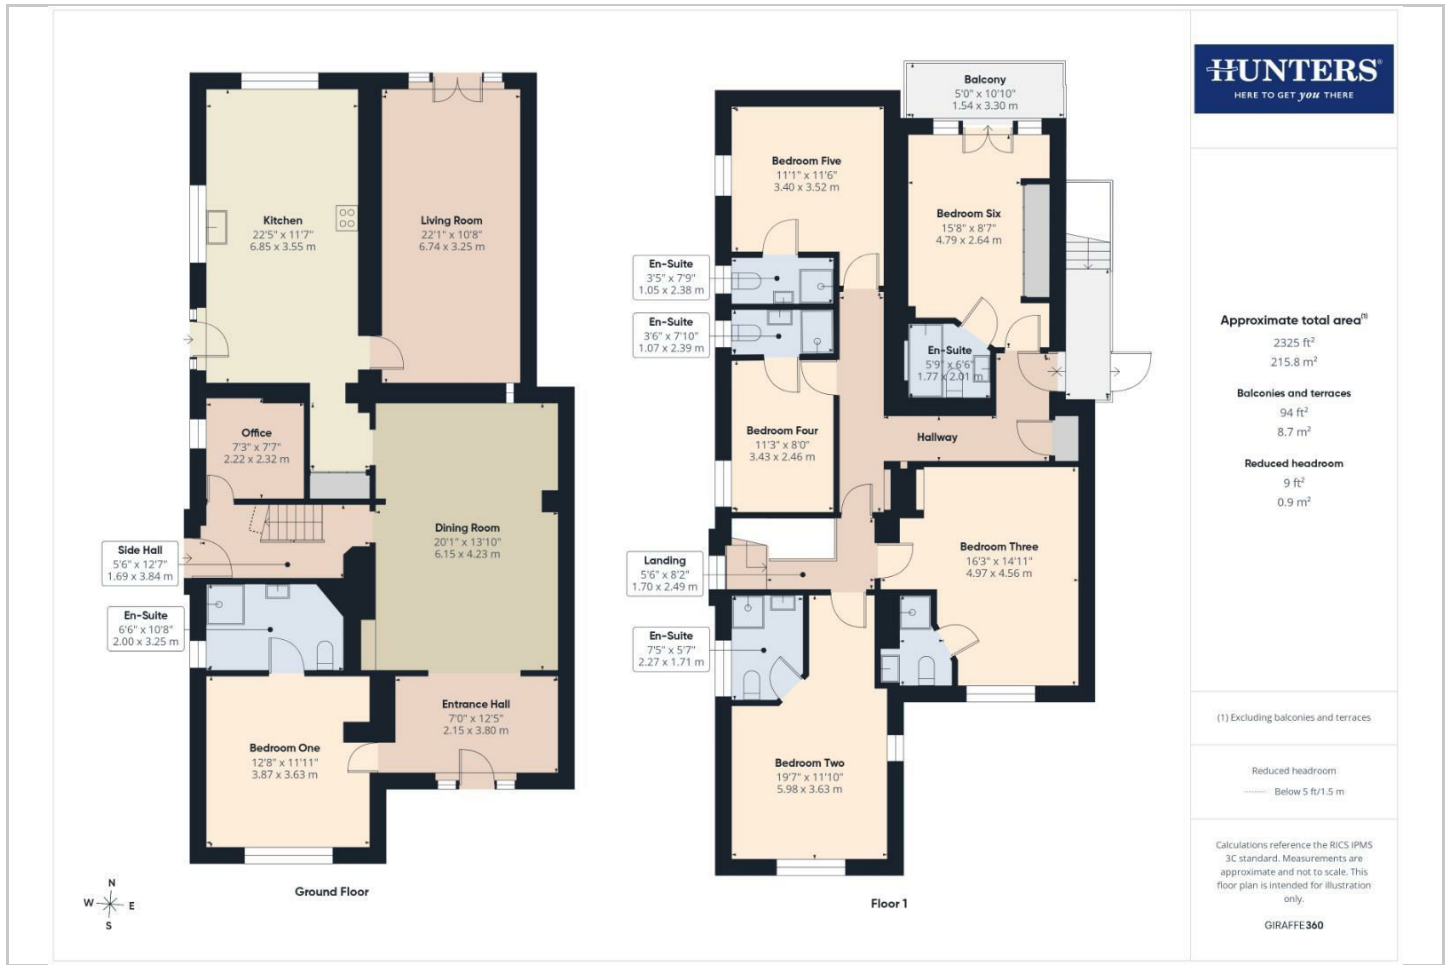 Kitchen
22'5" x 11'7"
6.85 x 3.55 m
Living Room
22'1" x 10'8"
6.74 x 3.25 m
Office
7'3" x 7'7"
2.22 x 2.32 m
Dining Room
20'1" x 13'10"
6.15 x 4.23 m
Side Hall
5'6" x 12'7"
1.69 x 3.84 m
En-Suite
6'6" x 10'8"
2.00 x 3.25 m
Entrance Hall
7'0" x 12'5"
2.15 x 3.80 m
Bedroom One
12'8" x 11'11"
3.87 x 3.63 m
Ground Floor
N
W
E
S
Balcony
5'0" x 10'10"
1.54 x 3.30 m
Bedroom Five
11'1" x 11'6"
3.40 x 3.52 m
Bedroom Six
15'8" x 8'7"
4.79 x 2.64 m
En-Suite
3'5" x 7'9"
1.05 x 2.38 m
En-Suite
3'6" x 7'10"
1.07 x 2.39 m
En-Suite
5'9" x 6'6"
1.77 x 2.01 m
Bedroom Four
11'3" x 8'0"
3.43 x 2.46 m
Hallway
Landing
5'6" x 8'2"
1.70 x 2.49 m
Bedroom Three
16'3" x 14'11"
4.97 x 4.56 m
En-Suite
7'5" x 5'7"
2.27 x 1.71 m
Bedroom Two
19'7" x 11'10"
5.98 x 3.63 m
Floor 1
HUNTERS®
HERE TO GET you THERE
Approximate total area⁽¹⁾
2325 ft²
215.8 m²
Balconies and terraces
94 ft²
8.7 m²
Reduced headroom
9 ft²
0.9 m²
(1) Excluding balconies and terraces
Reduced headroom
Below 5 ft/1.5 m
Calculations reference the RICS IPMS
3C standard. Measurements are
approximate and not to scale. This
floor plan is intended for illustration
only.
GIRAFFE360